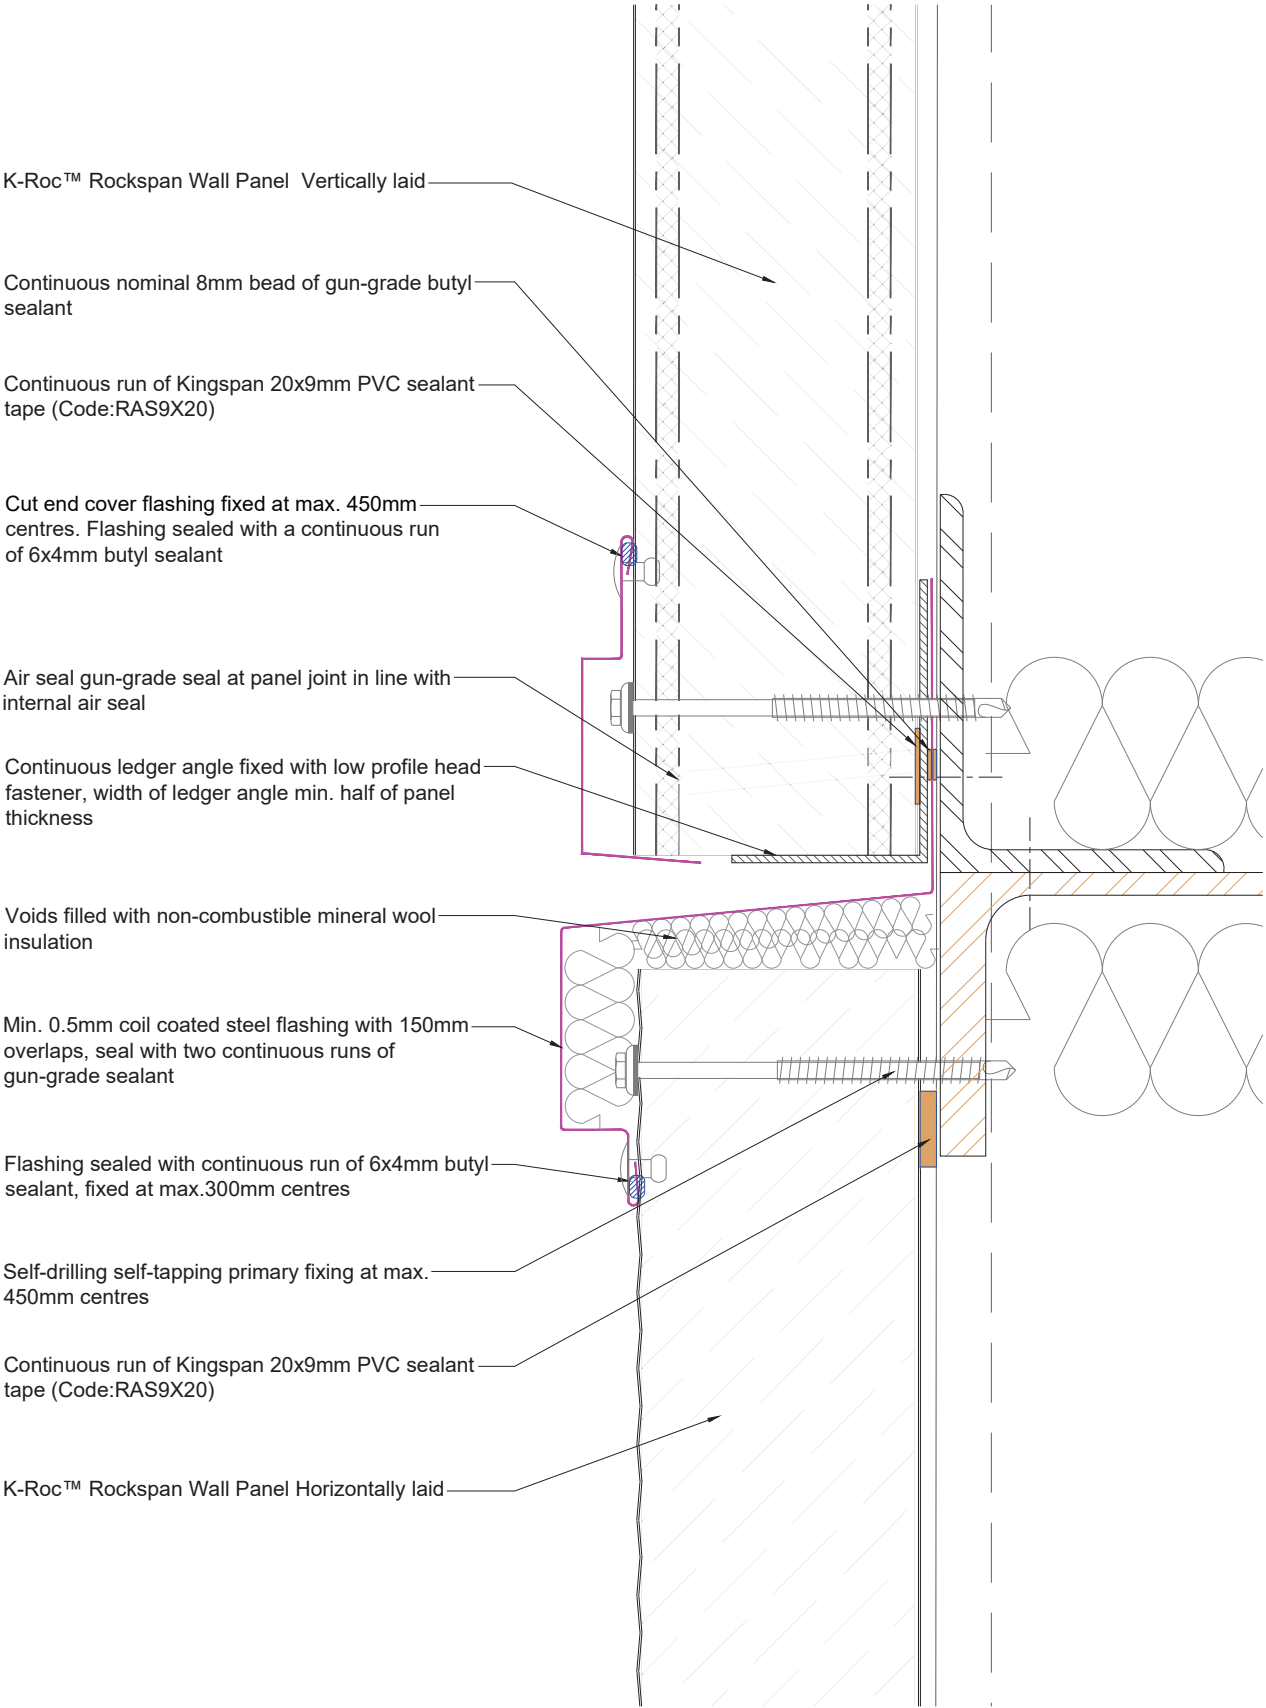 K-Roc™ Rockspan Wall Panel  Vertically laid
Continuous nominal 8mm bead of gun-grade butyl
sealant
Continuous run of Kingspan 20x9mm PVC sealant
tape (Code:RAS9X20)
Cut end cover flashing fixed at max. 450mm
centres. Flashing sealed with a continuous run
of 6x4mm butyl sealant
Air seal gun-grade seal at panel joint in line with
internal air seal
Continuous ledger angle fixed with low profile head
fastener, width of ledger angle min. half of panel
thickness
Voids filled with non-combustible mineral wool
insulation
Min. 0.5mm coil coated steel flashing with 150mm
overlaps, seal with two continuous runs of
gun-grade sealant
Flashing sealed with continuous run of 6x4mm butyl
sealant, fixed at max.300mm centres
Self-drilling self-tapping primary fixing at max.
450mm centres
Continuous run of Kingspan 20x9mm PVC sealant
tape (Code:RAS9X20)
K-Roc™ Rockspan Wall Panel Horizontally laid